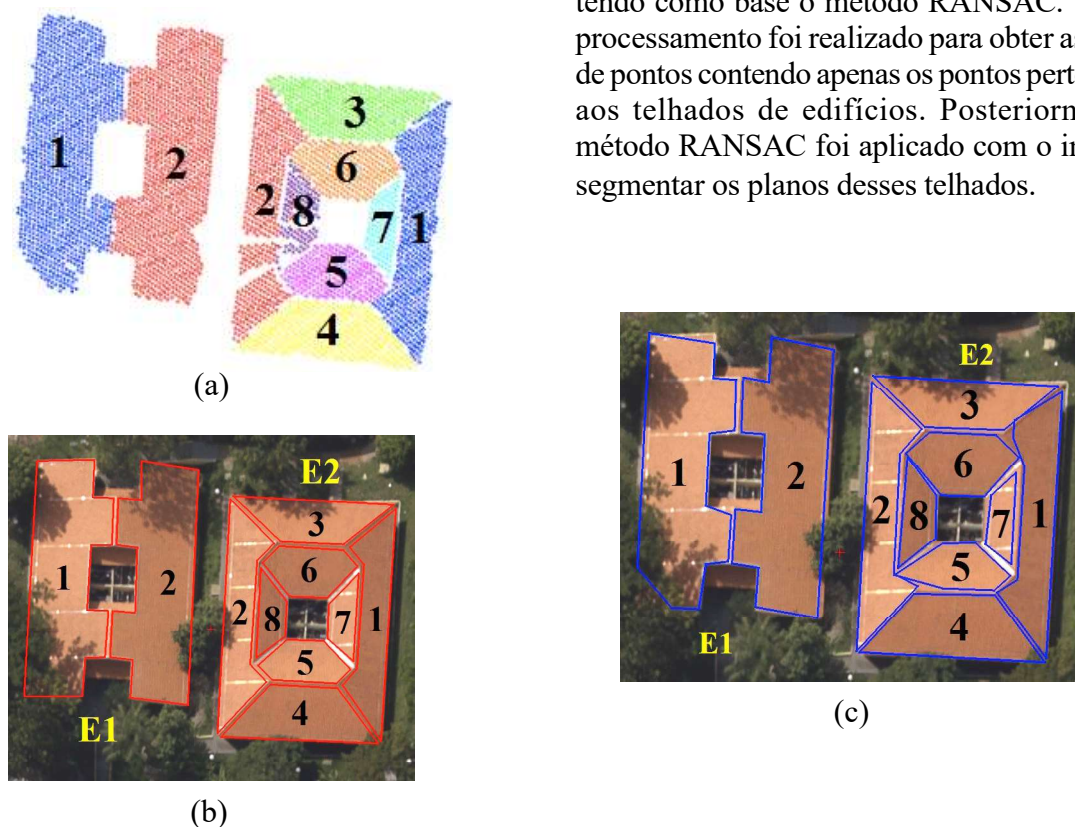 tendo como base o método RANSAC.
processamento foi realizado para obter as
de pontos contendo apenas os pontos
aos telhados de edifícios.
método RANSAC foi aplicado com o
segmentar os planos desses telhados.
1
2
3
6
2
8
7
1
5
4
(a)
E2
3
6
1
2
2
8
7
1
5
4
E1
(b)
E2
3
6
1
2
2
8
7
1
5
4
E1
(c)